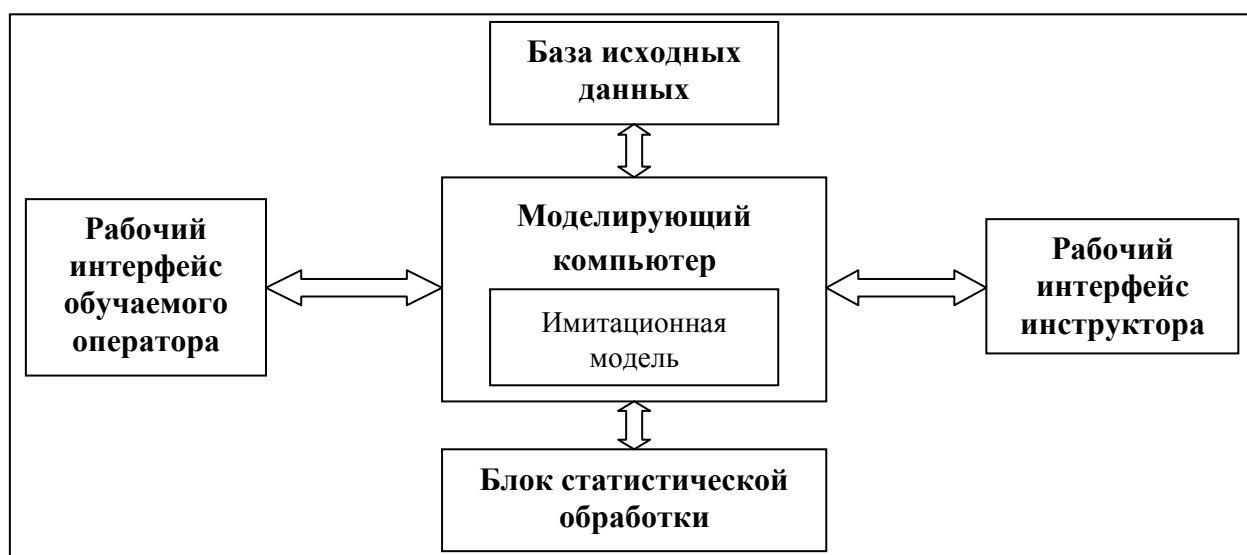 База исходных
данных
Рабочий
интерфейс
обучаемого
оператора
Моделирующий
компьютер
Имитационная
модель
Рабочий
интерфейс
инструктора
Блок статистической
обработки